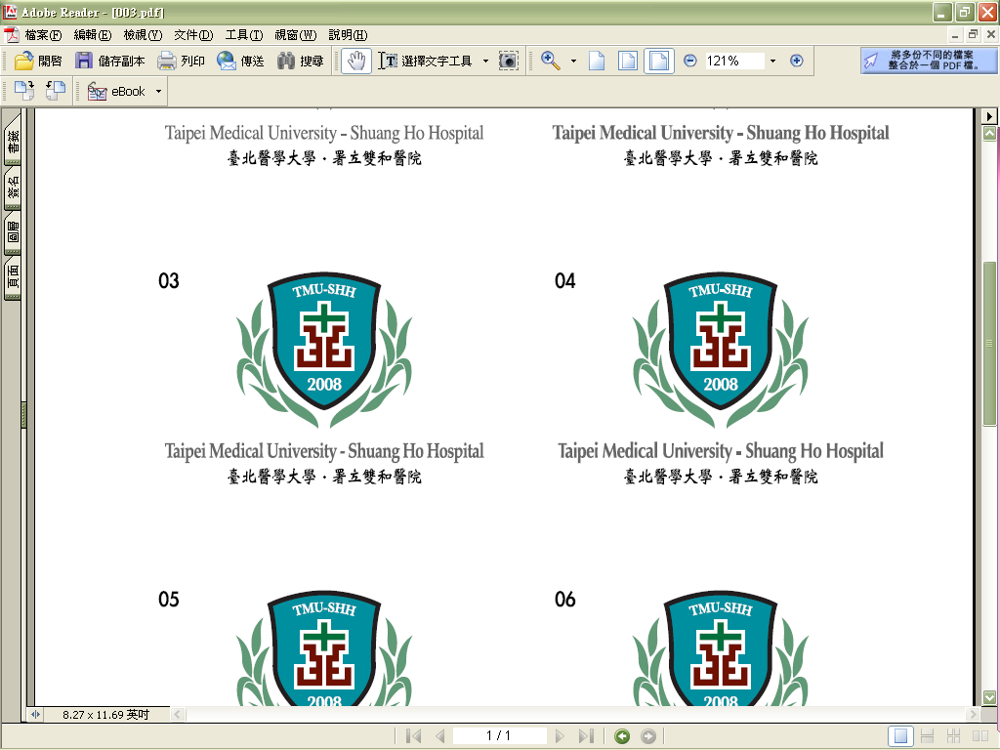 Adobe Reader - [003.pdf]
檔案(F) 編輯(E) 檢視(V) 文件(D) 工具(T) 視窗(W) 說明(H)
開啓 儲存副本 列印 傳送 搜尋 選擇文字工具 121% 將多份不同的檔案
整合於一個 PDF 檔。
eBook
書籤
簽名
圖層
頁面
Taipei Medical University - Shuang Ho Hospital
臺北醫學大學・署立雙和醫院
Taipei Medical University - Shuang Ho Hospital
臺北醫學大學・署立雙和醫院
03
TMU-SHH
2008
Taipei Medical University - Shuang Ho Hospital
臺北醫學大學・署立雙和醫院
04
TMU-SHH
2008
Taipei Medical University - Shuang Ho Hospital
臺北醫學大學・署立雙和醫院
05
TMU-SHH
2008
06
TMU-SHH
2008
8.27 x 11.69 英吋
1 / 1